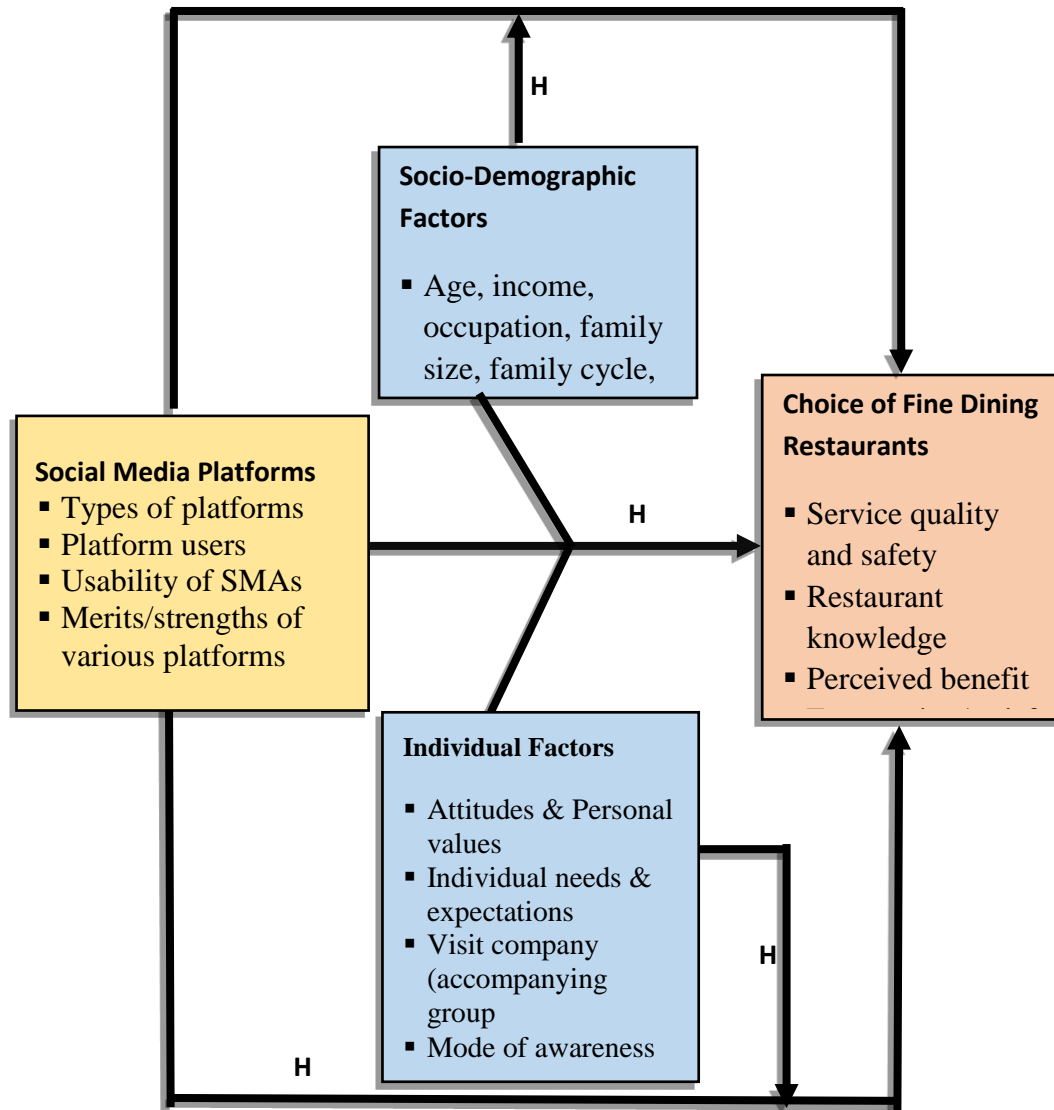 H
Socio-Demographic
Factors
▪ Age, income,
occupation, family
size, family cycle,
Choice of Fine Dining
Restaurants
▪ Service quality
and safety
▪ Restaurant
knowledge
▪ Perceived benefit
Social Media Platforms
▪ Types of platforms
▪ Platform users
▪ Usability of SMAs
▪ Merits/strengths of
various platforms
H
Individual Factors
▪ Attitudes & Personal
values
▪ Individual needs &
expectations
▪ Visit company
(accompanying
group
▪ Mode of awareness
H
H